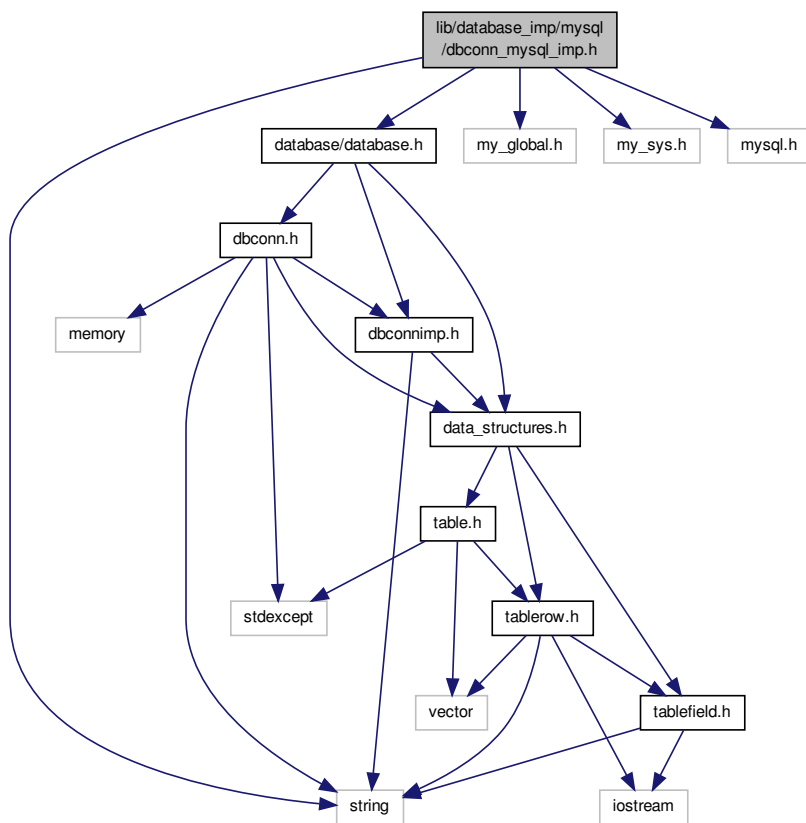 lib/database_imp/mysql
/dbconn_mysql_imp.h
database/database.h
my_global.h
my_sys.h
mysql.h
dbconn.h
memory
dbconnimp.h
data_structures.h
table.h
stdexcept
tablerow.h
vector
tablefield.h
string
iostream